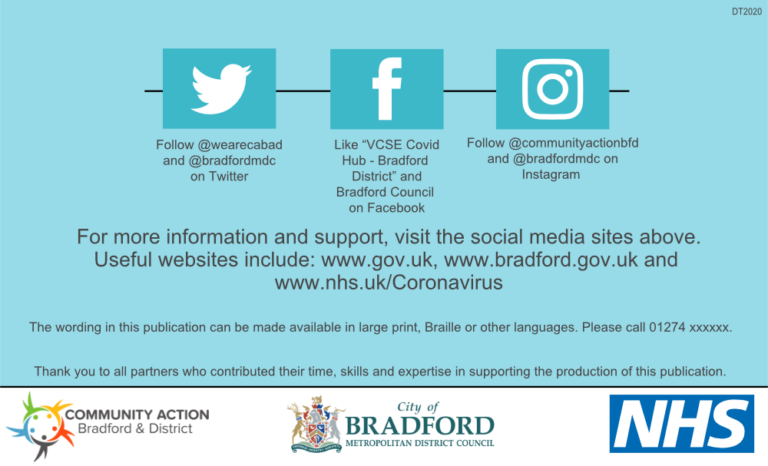 DT2020
Follow @wearecabad
and @bradfordmdc
on Twitter
Like “VCSE Covid
Hub - Bradford
District” and
Bradford Council
on Facebook
Follow @communityactionbfd
and @bradfordmdc on
Instagram
For more information and support, visit the social media sites above.
Useful websites include: www.gov.uk, www.bradford.gov.uk and
www.nhs.uk/Coronavirus
The wording in this publication can be made available in large print, Braille or other languages. Please call 01274 xxxxxx.
Thank you to all partners who contributed their time, skills and expertise in supporting the production of this publication.
COMMUNITY ACTION
Bradford & District
City of
BRADFORD
METROPOLITAN DISTRICT COUNCIL
NHS